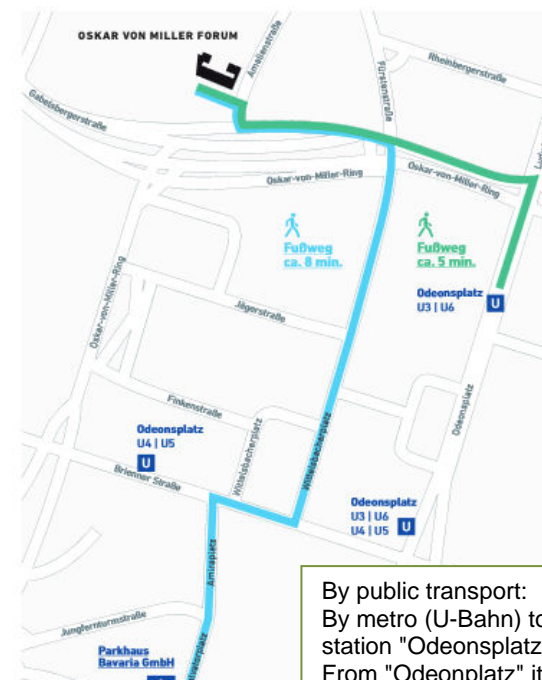 OSKAR VON MILLER FORUM
Amalienstraße
Rheinbergerstraße
Fürstenstraße
Gabelsbergerstraße
Oskar-von-Miller-Ring
Oskar-von-Miller-Ring
Fußweg
ca. 8 min.
Fußweg
ca. 5 min.
Odeonsplatz
U3 | U6
U
Oskar-von-Miller-Ring
Jägerstraße
Odeonsplatz
Finkenstraße
Odeonsplatz
U4 | U5
U
Wittelsbacherplatz
Wittelsbacherplatz
Brienner Straße
Odeonsplatz
U3 | U6
U4 | U5
U
Amiraplatz
Jungfernturmstraße
Parkhaus
Bavaria GmbH
By public transport:
By metro (U-Bahn) to
station "Odeonsplatz
From "Odeonplatz" it